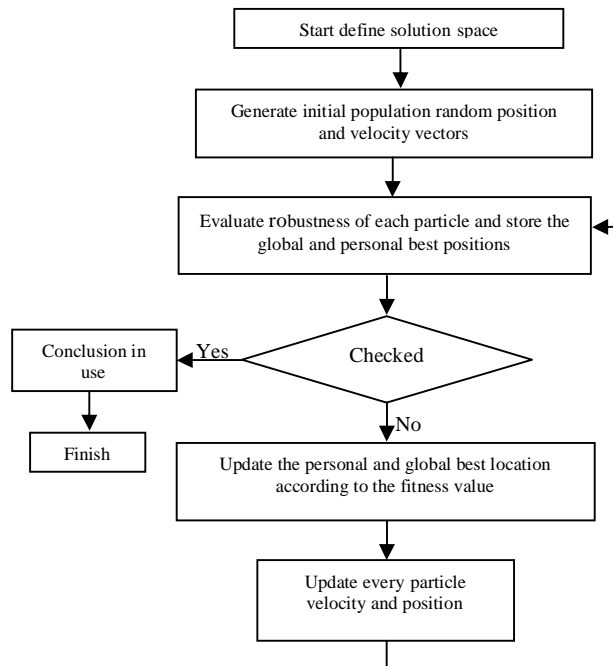 Start define solution space
Generate initial population random position
and velocity vectors
Evaluate robustness of each particle and store the
global and personal best positions
Checked
Yes
Conclusion in
use
No
Finish
Update the personal and global best location
according to the fitness value
Update every particle
velocity and position